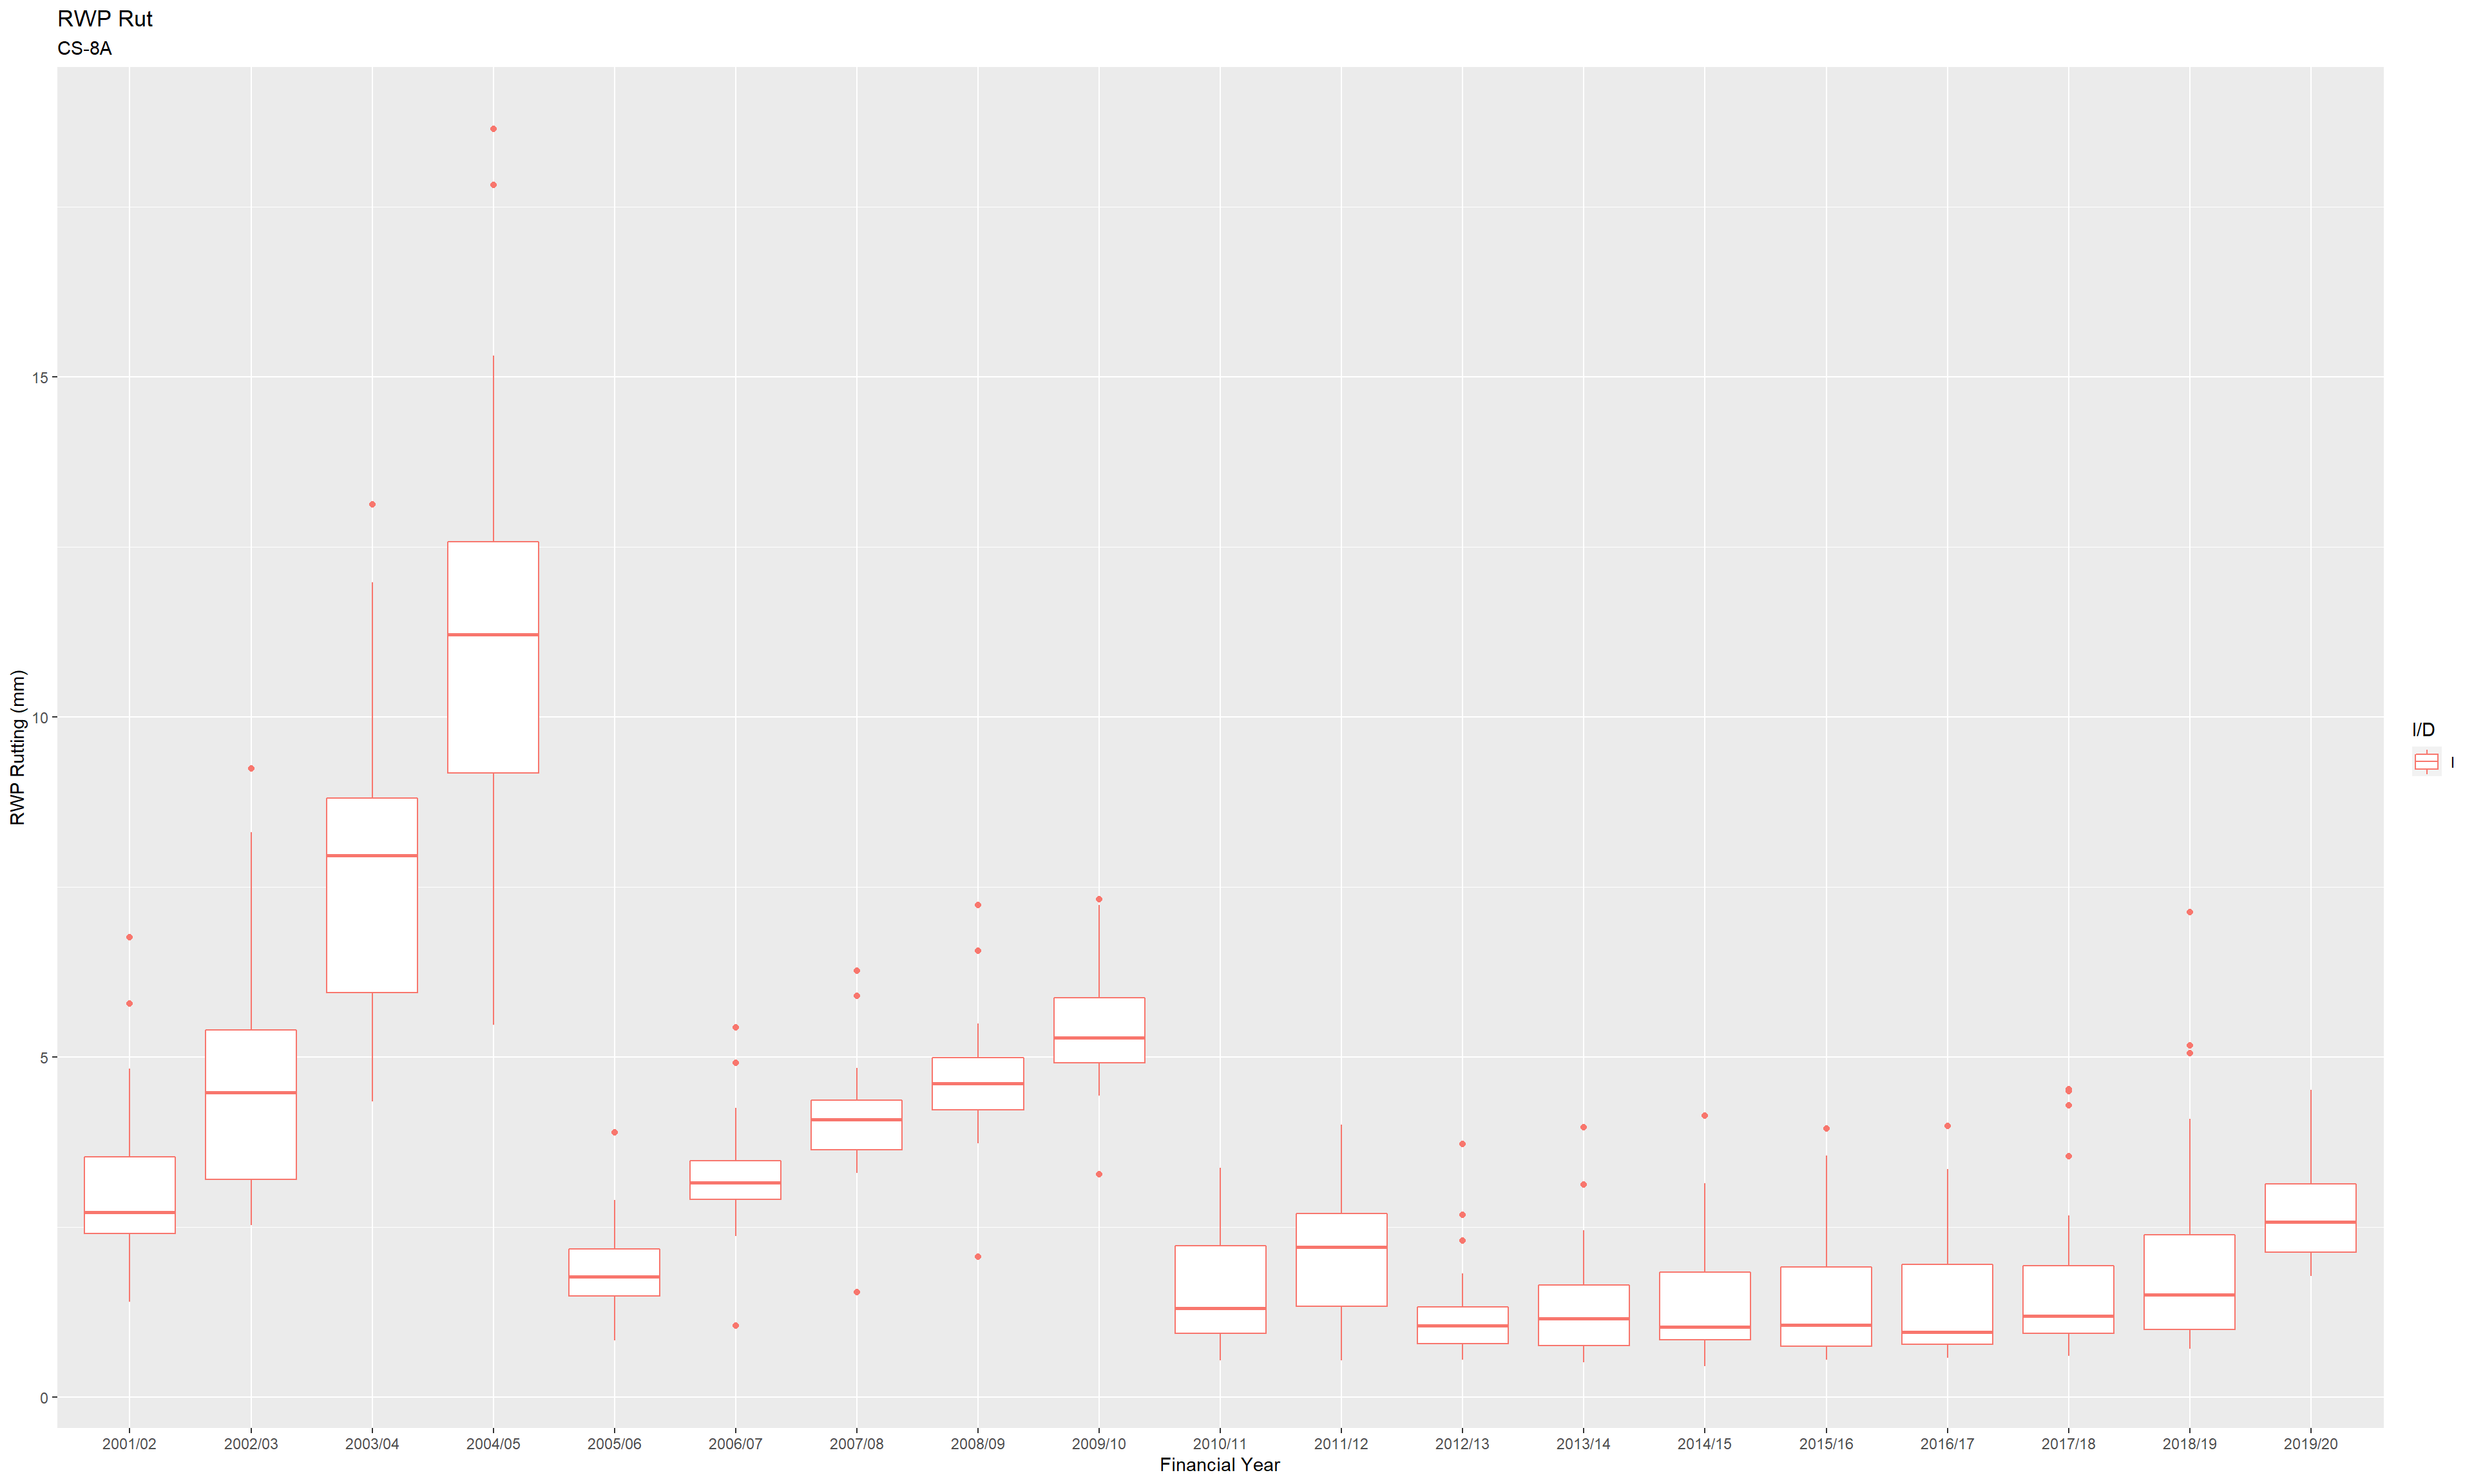 RWP Rut
CS-8A
RWP Rutting (mm)
15
10
5
0
2001/02 2002/03 2003/04 2004/05 2005/06 2006/07 2007/08 2008/09 2009/10 2010/11 2011/12 2012/13 2013/14 2014/15 2015/16 2016/17 2017/18 2018/19 2019/20
Financial Year
I/D
I